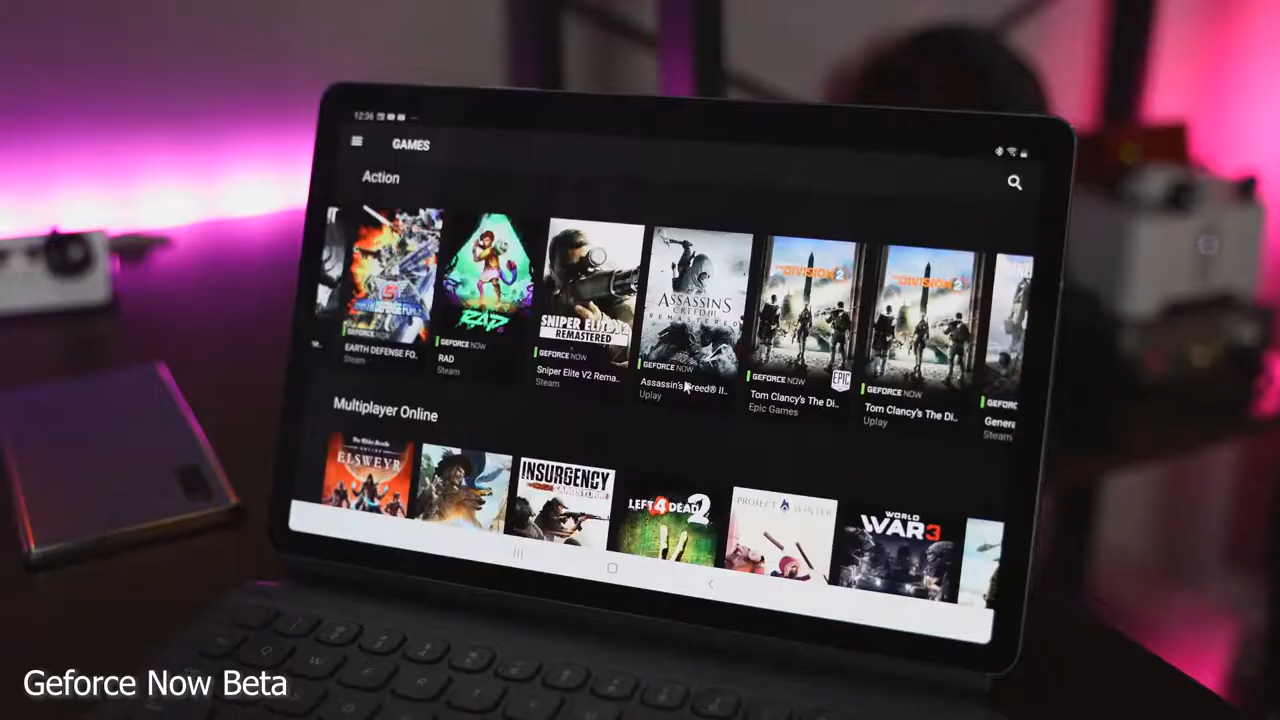 12:36
GAMES
Action
GEFORCE NOW
EARTH DEFENSE FO..
Steam
RAD
GEFORCE NOW
RAD
Steam
SNIPER ELITE V2
REMASTERED
GEFORCE NOW
Sniper Elite V2 Rema..
Steam
ASSASSIN'S
CREED III
REMASTERED
GEFORCE NOW
Assassin's Creed® II..
Uplay
THE DIVISION 2
GEFORCE NOW
EPIC
Tom Clancy's The Di..
Epic Games
THE DIVISION 2
GEFORCE NOW
Tom Clancy's The Di..
Uplay
GEFORC
Genera
Steam
Multiplayer Online
The Elder Scrolls
ONLINE
ELSWEYR
INSURGENCY
SANDSTORM
LEFT 4 DEAD 2
PROJECT WINTER
WORLD
WAR3
Geforce Now Beta